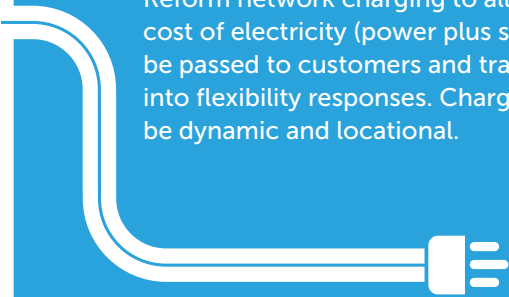 Reform network charging to
cost of electricity (power plus
be passed to customers and
into flexibility responses.
be dynamic and locational.